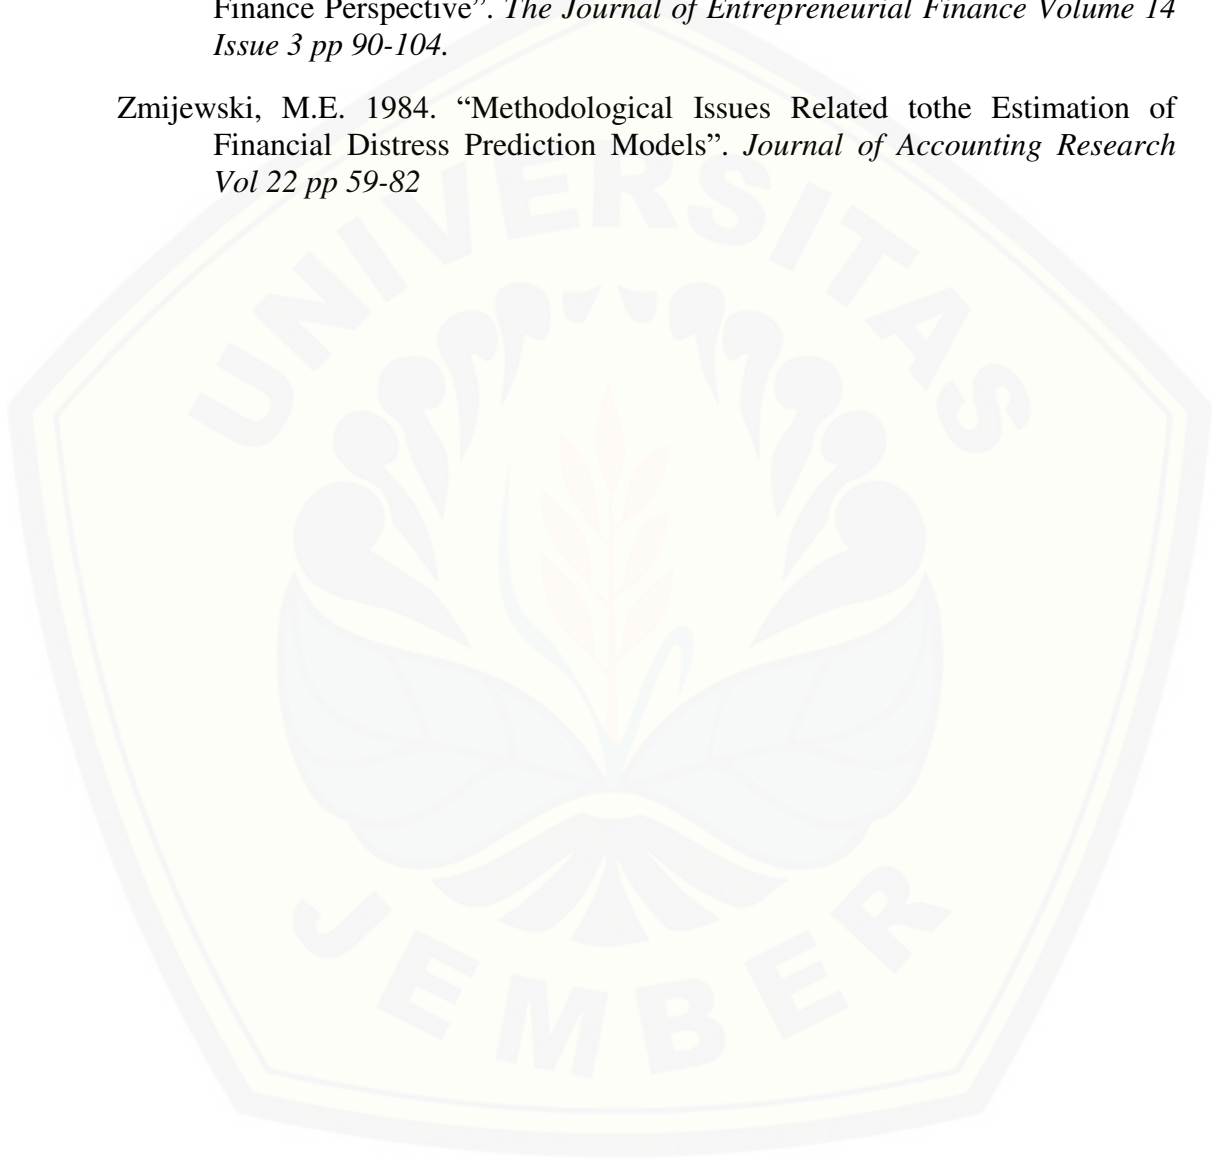 Finance Perspective”. The Journal of Entrepreneurial Finance Volume 14
Issue 3 pp 90-104.
Zmijewski, M.E. 1984. “Methodological Issues Related tothe Estimation of
Financial Distress Prediction Models”. Journal of Accounting Research
Vol 22 pp 59-82
UNIVERSITAS
JEMBER